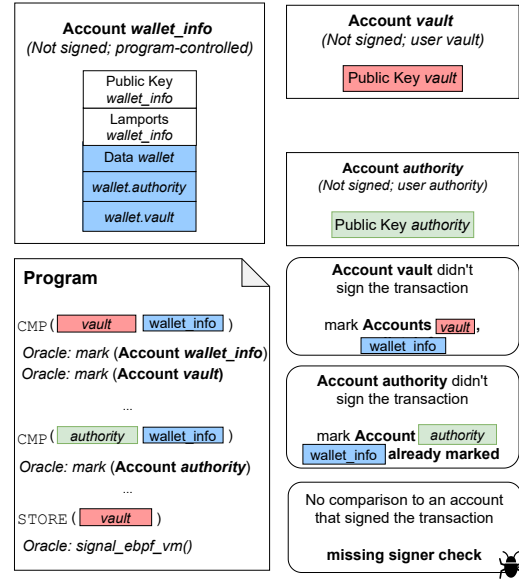 Account wallet_info
(Not signed; program-controlled)
Public Key
wallet_info
Lamports
wallet_info
Data wallet
wallet.authority
wallet.vault
Account vault
(Not signed; user vault)
Public Key vault
Account authority
(Not signed; user authority)
Public Key authority
Program
CMP( vault wallet_info )
Oracle: mark (Account wallet_info)
Oracle: mark (Account vault)
...
CMP( authority wallet_info )
Oracle: mark (Account authority)
...
STORE( vault )
Oracle: signal_ebpf_vm()
Account vault didn't
sign the transaction
mark Accounts vault,
wallet_info
Account authority didn't
sign the transaction
mark Account authority
wallet_info already marked
No comparison to an account
that signed the transaction
missing signer check